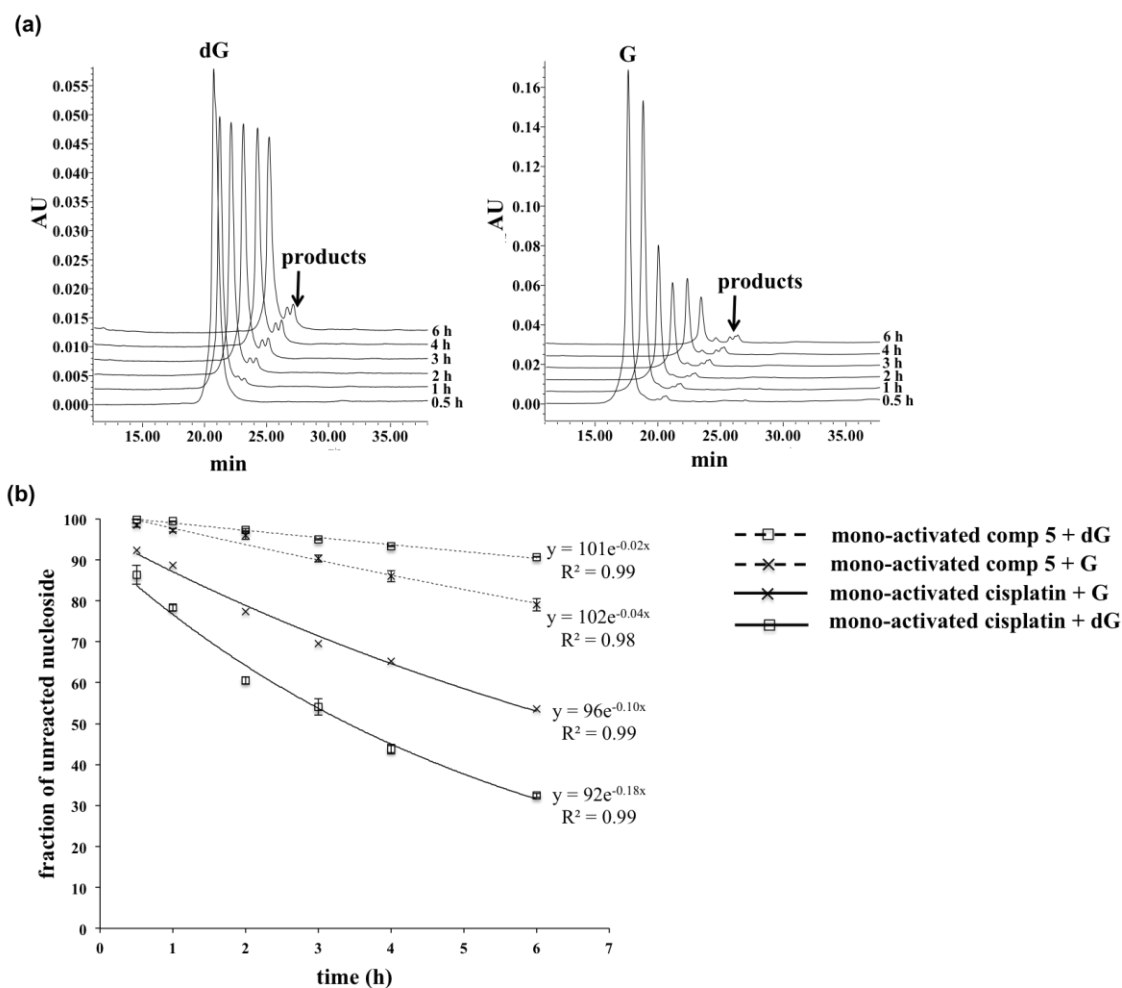 (a)
dG
0.055
0.050
0.045
0.040
0.035
0.030
0.025
0.020
0.015
0.010
0.005
0.000
AU
products
6 h
4 h
3 h
2 h
1 h
0.5 h
15.00 20.00 25.00 30.00 35.00
min
G
0.16
0.14
0.12
0.10
0.08
0.06
0.04
0.02
0.00
AU
products
6 h
4 h
3 h
2 h
1 h
0.5 h
15.00 20.00 25.00 30.00 35.00
min
(b)
fraction of unreacted nucleoside
100
90
80
70
60
50
40
30
20
10
0
0 1 2 3 4 5 6 7
time (h)
y = 101e^-0.02x
R² = 0.99
y = 102e^-0.04x
R² = 0.98
y = 96e^-0.10x
R² = 0.99
y = 92e^-0.18x
R² = 0.99
mono-activated comp 5 + dG
mono-activated comp 5 + G
mono-activated cisplatin + G
mono-activated cisplatin + dG